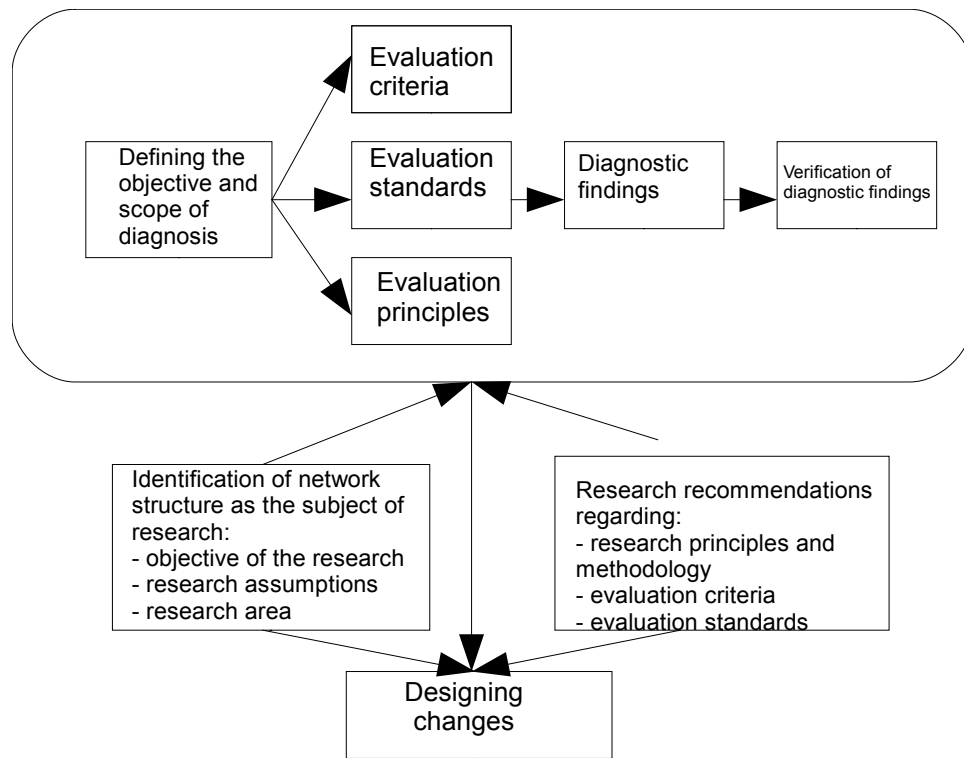 Evaluation
criteria
Defining the
objective and
scope of
diagnosis
Evaluation
standards
Diagnostic
findings
Verification of
diagnostic findings
Evaluation
principles
Identification of network
structure as the subject of
research:
- objective of the research
- research assumptions
- research area
Research recommendations
regarding:
- research principles and
methodology
- evaluation criteria
- evaluation standards
Designing
changes